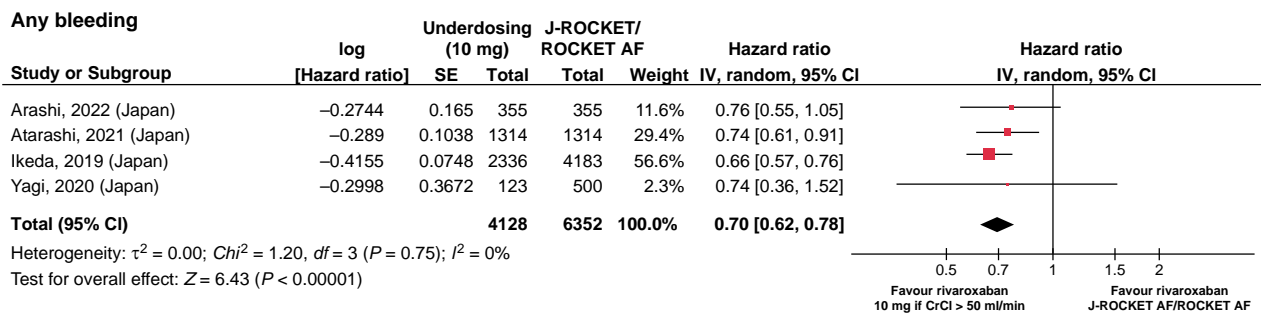 Any bleeding
Underdosing J-ROCKET/
log (10 mg) ROCKET AF Hazard ratio Hazard ratio
Study or Subgroup [Hazard ratio] SE Total Total Weight IV, random, 95% CI IV, random, 95% CI
Arashi, 2022 (Japan) –0.2744 0.165 355 355 11.6% 0.76 [0.55, 1.05]
Atarashi, 2021 (Japan) –0.289 0.1038 1314 1314 29.4% 0.74 [0.61, 0.91]
Ikeda, 2019 (Japan) –0.4155 0.0748 2336 4183 56.6% 0.66 [0.57, 0.76]
Yagi, 2020 (Japan) –0.2998 0.3672 123 500 2.3% 0.74 [0.36, 1.52]
Total (95% CI) 4128 6352 100.0% 0.70 [0.62, 0.78]
Heterogeneity: τ² = 0.00; Chi² = 1.20, df = 3 (P = 0.75); I² = 0%
Test for overall effect: Z = 6.43 (P < 0.00001)
0.5 0.7 1 1.5 2
Favour rivaroxaban Favour rivaroxaban
10 mg if CrCl > 50 ml/min J-ROCKET AF/ROCKET AF